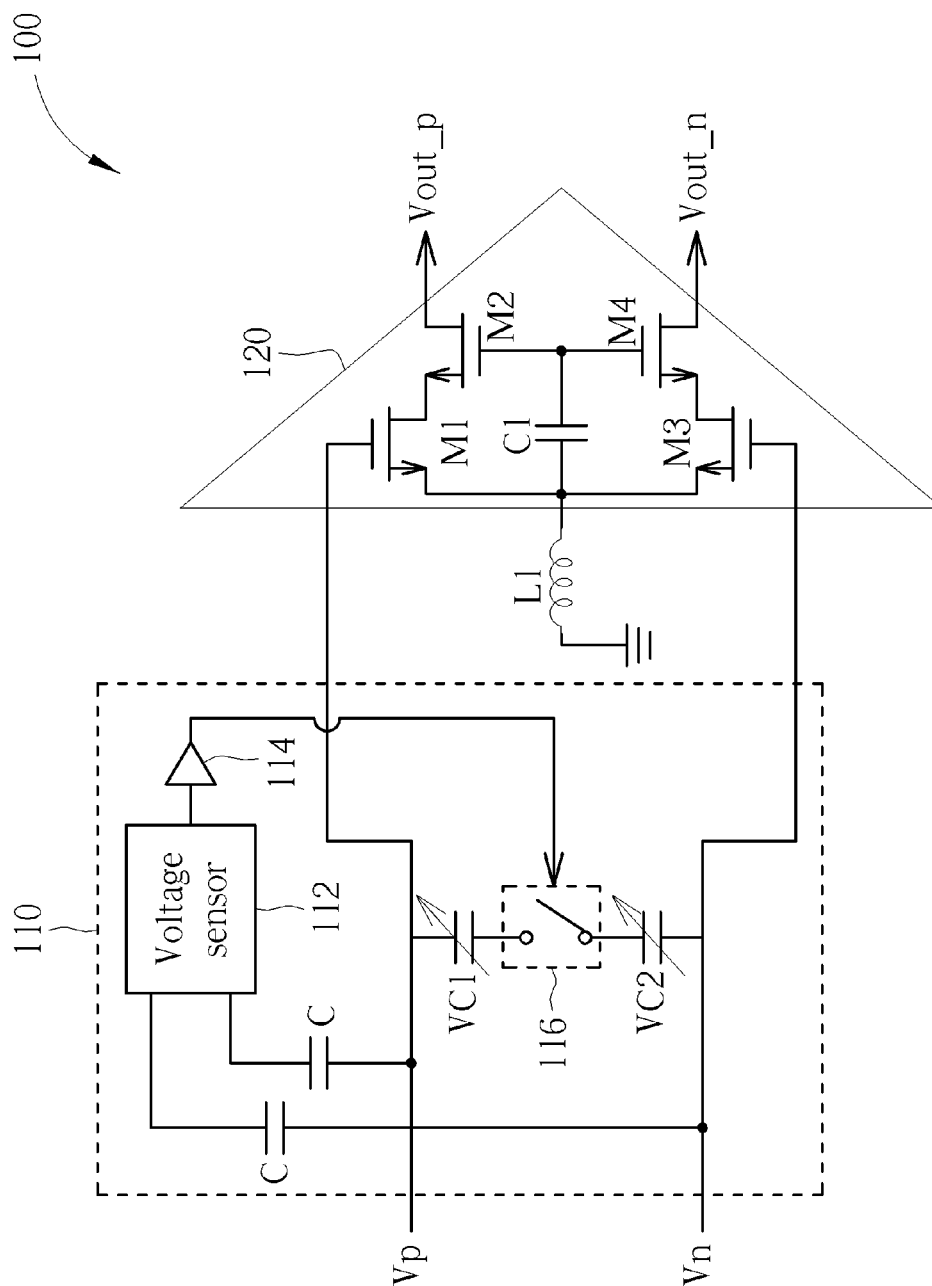 100
110
Voltage
sensor
112
114
120
C
C
VC1
116
VC2
L1
M1
M2
C1
M3
M4
Vp
Vn
Vout_p
Vout_n